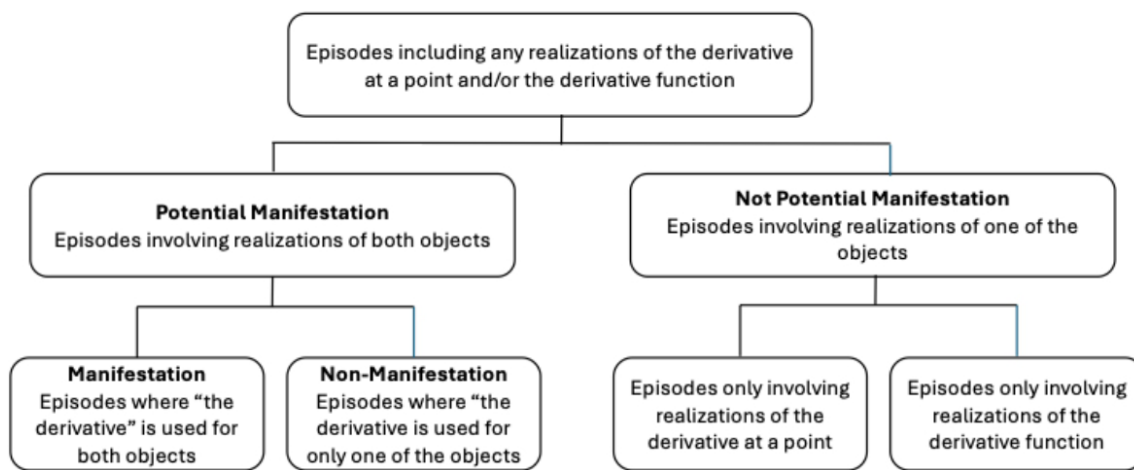 Episodes including any realizations of the derivative
at a point and/or the derivative function
Potential Manifestation
Episodes involving realizations of both objects
Not Potential Manifestation
Episodes involving realizations of one of the
objects
Manifestation
Episodes where “the
derivative” is used for
both objects
Non-Manifestation
Episodes where “the
derivative is used for
only one of the objects
Episodes only involving
realizations of the
derivative at a point
Episodes only involving
realizations of the
derivative function